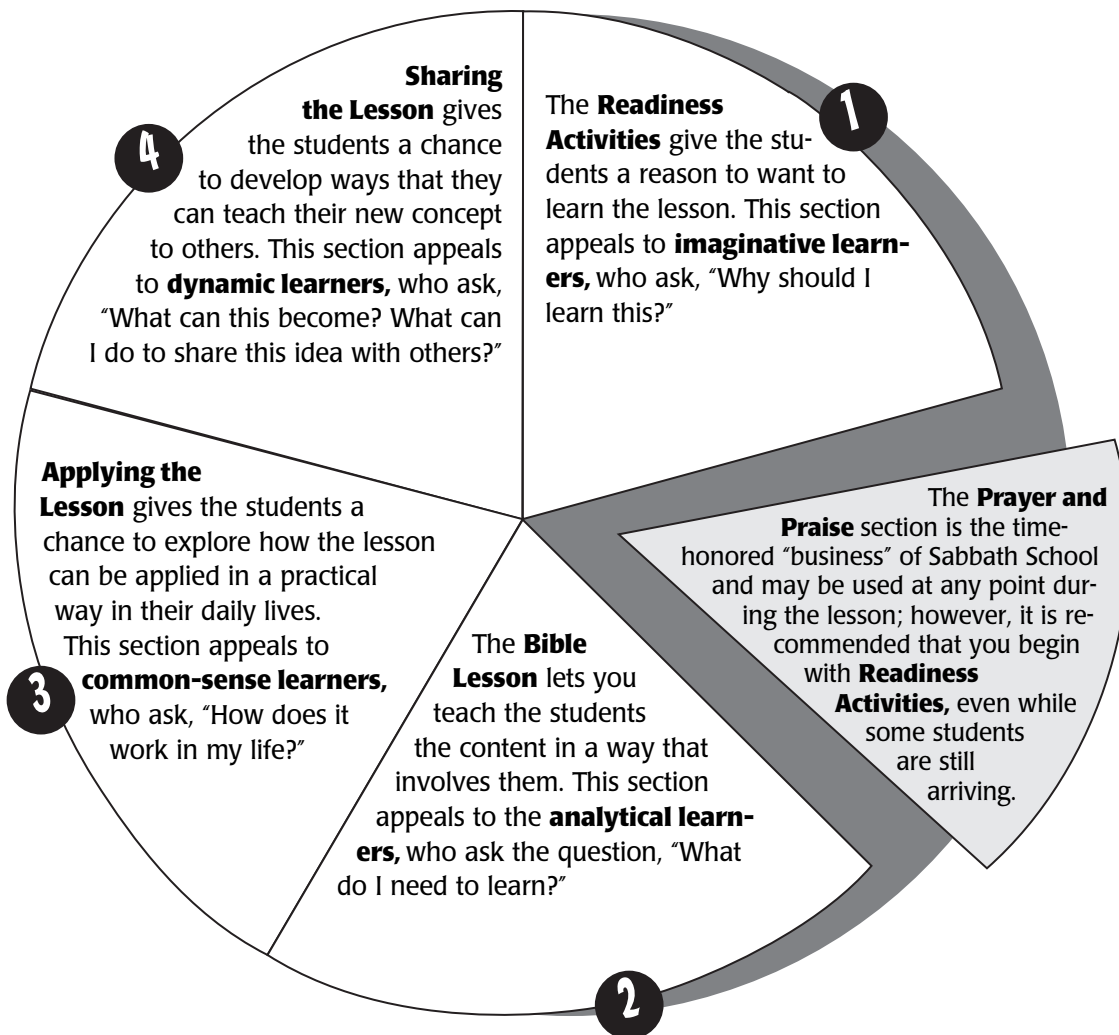 1
The Readiness
Activities give the stu-
dents a reason to want to
learn the lesson. This section
appeals to imaginative learn-
ers, who ask, “Why should I
learn this?”
The Prayer and
Praise section is the time-
honored “business” of Sabbath School
and may be used at any point dur-
ing the lesson; however, it is re-
commended that you begin
with Readiness
Activities, even while
some students
are still
arriving.
2
The Bible
Lesson lets you
teach the students
the content in a way that
involves them. This section
appeals to the analytical learn-
ers, who ask the question, “What
do I need to learn?”
3
Applying the
Lesson gives the students a
chance to explore how the lesson
can be applied in a practical
way in their daily lives.
This section appeals to
common-sense learners,
who ask, “How does it
work in my life?”
4
Sharing
the Lesson gives
the students a chance
to develop ways that they
can teach their new concept
to others. This section appeals
to dynamic learners, who ask,
“What can this become? What can
I do to share this idea with others?”